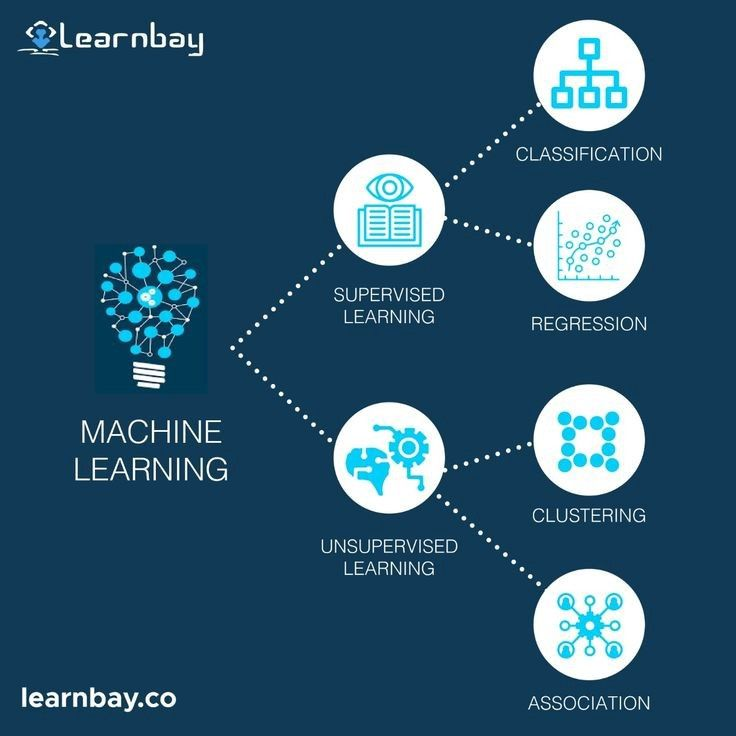 Learnbay
CLASSIFICATION
SUPERVISED
LEARNING
REGRESSION
MACHINE
LEARNING
CLUSTERING
UNSUPERVISED
LEARNING
ASSOCIATION
learnbay.co